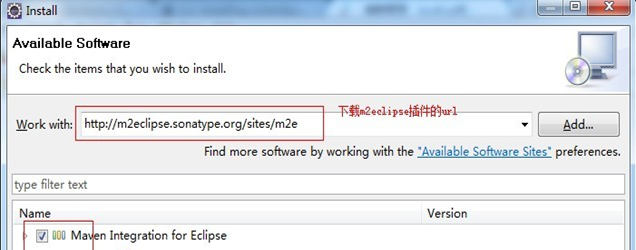 Install
Available Software
Check the items that you wish to install.
下载m2eclipse插件的url
Work with: http://m2eclipse.sonatype.org/sites/m2e Add...
Find more software by working with the "Available Software Sites" preferences.
type filter text
Name Version
Maven Integration for Eclipse